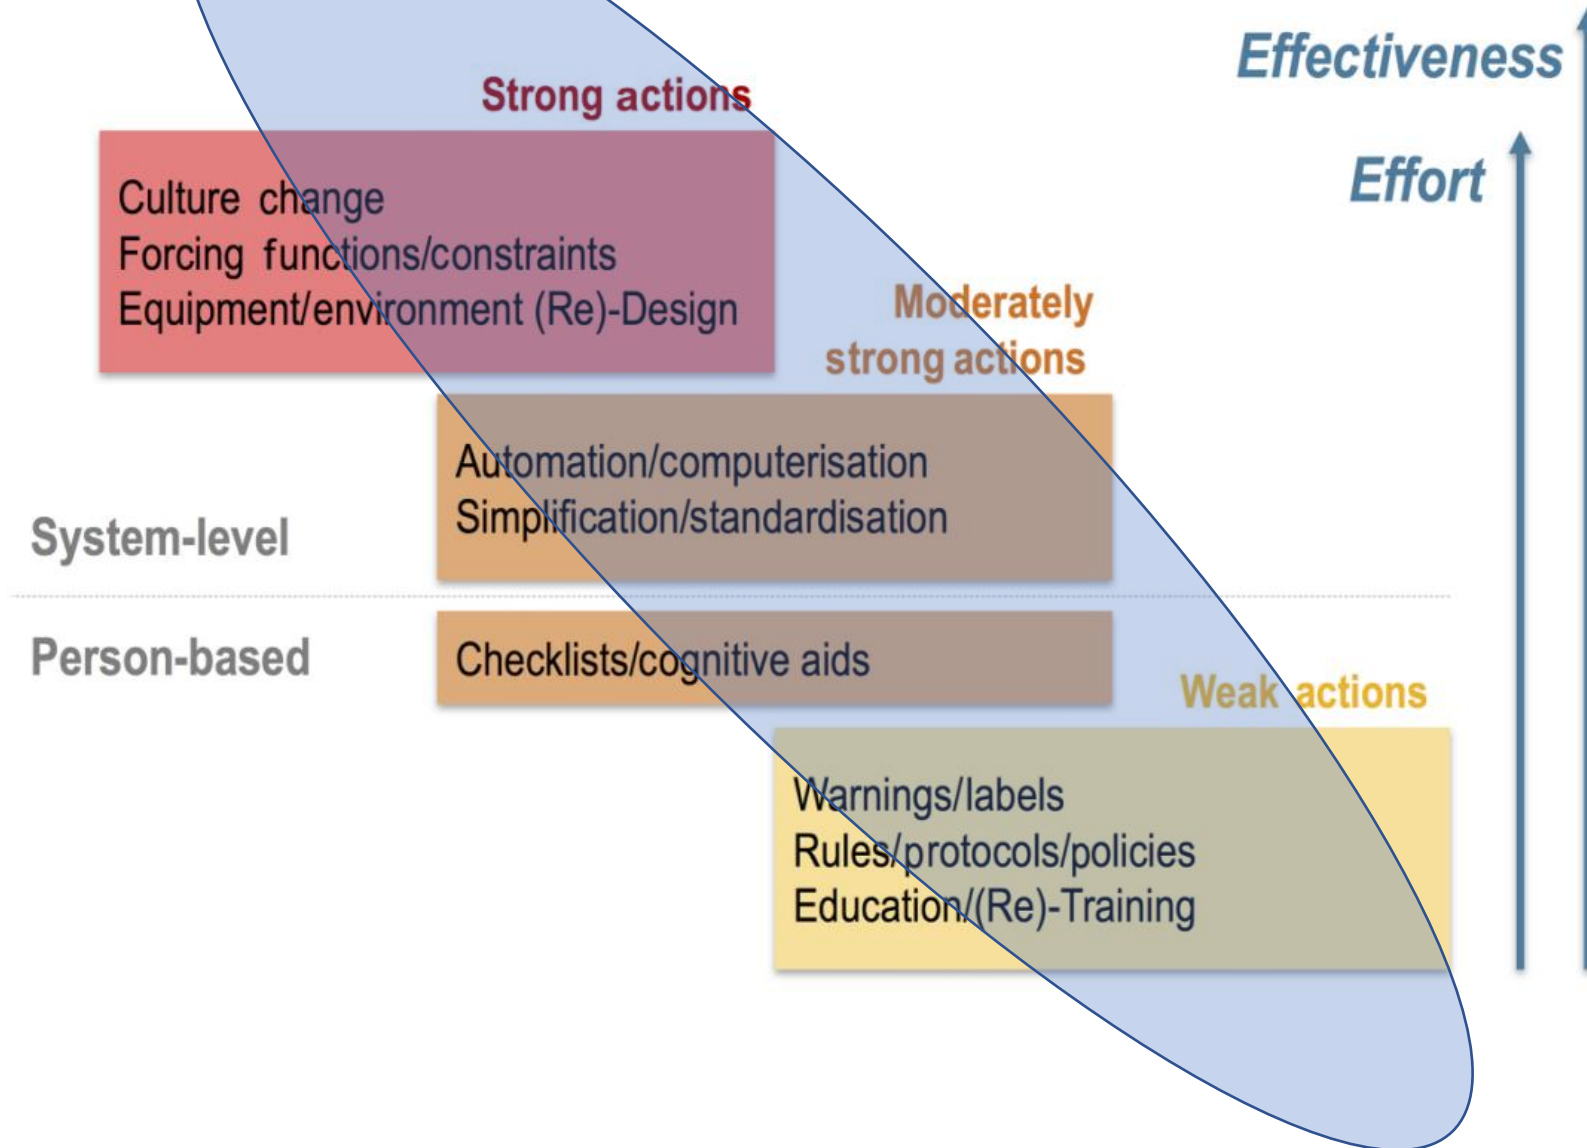 Effectiveness
Strong actions
Effort
Culture change
Forcing functions/constraints
Equipment/environment (Re)-Design
Moderately
strong actions
Automation/computerisation
Simplification/standardisation
System-level
Person-based
Checklists/cognitive aids
Weak actions
Warnings/labels
Rules/protocols/policies
Education/(Re)-Training